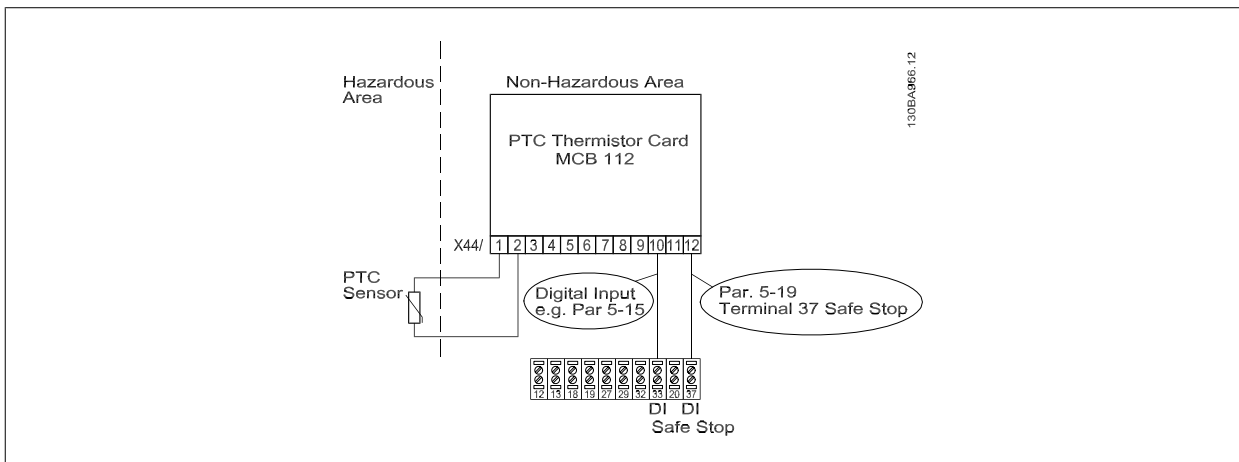 Hazardous
Area
Non-Hazardous Area
130BA966.12
PTC Thermistor Card
MCB 112
X44/ 1 2 3 4 5 6 7 8 9 10 11 12
PTC
Sensor
Digital Input
e.g. Par 5-15
Par. 5-19
Terminal 37 Safe Stop
12 13 18 19 27 29 32 33 20 37
DI DI
Safe Stop